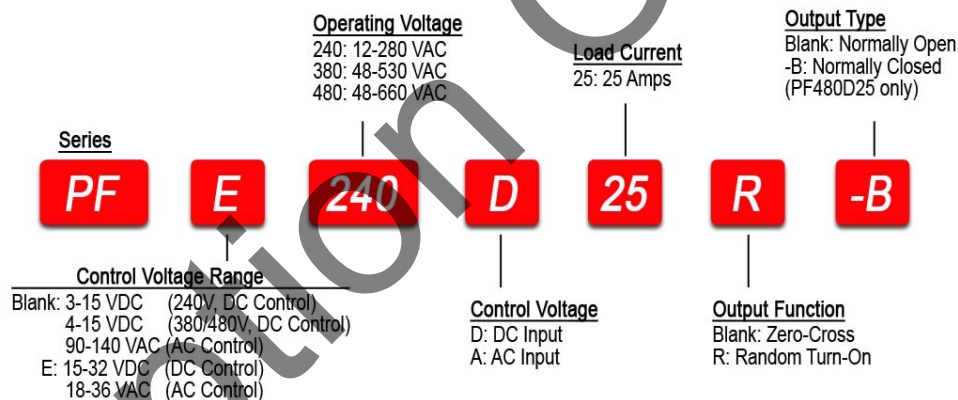 Operating Voltage
240: 12-280 VAC
380: 48-530 VAC
480: 48-660 VAC
Load Current
25: 25 Amps
Output Type
Blank: Normally Open
-B: Normally Closed
(PF480D25 only)
Series
PF E 240 D 25 R -B
Control Voltage Range
Blank: 3-15 VDC (240V, DC Control)
4-15 VDC (380/480V, DC Control)
90-140 VAC (AC Control)
E: 15-32 VDC (DC Control)
18-36 VAC (AC Control)
Control Voltage
D: DC Input
A: AC Input
Output Function
Blank: Zero-Cross
R: Random Turn-On